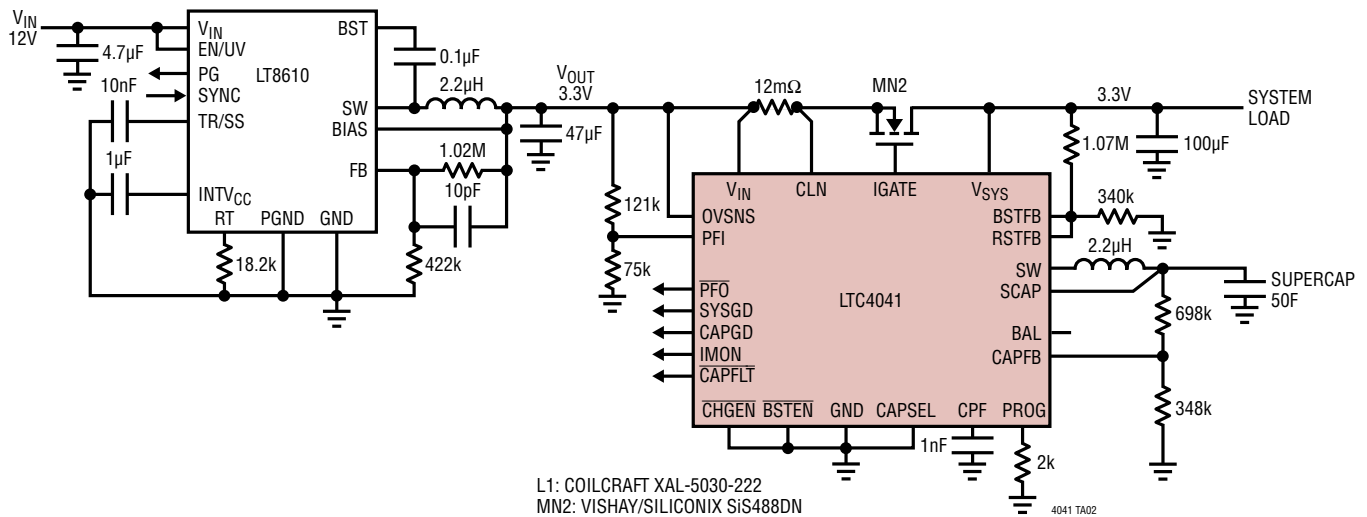 VIN
12V
4.7µF
VIN
EN/UV
PG
SYNC
TR/SS
INTVCC
RT
PGND
GND
LT8610
BST
SW
BIAS
FB
10nF
1µF
18.2k
0.1µF
2.2µH
1.02M
10pF
422k
VOUT
3.3V
47µF
121k
75k
12mΩ
MN2
3.3V
SYSTEM
LOAD
1.07M
100µF
VIN
CLN
IGATE
VSYS
OVSNS
PFI
PFO
SYSGD
CAPGD
IMON
CAPFLT
LTC4041
BSTFB
RSTFB
SW
SCAP
BAL
CAPFB
CHGEN
BSTEN
GND
CAPSEL
CPF
PROG
340k
2.2µH
SUPERCAP
50F
698k
348k
1nF
2k
L1: COILCRAFT XAL-5030-222
MN2: VISHAY/SILICONIX SiS488DN
4041 TA02